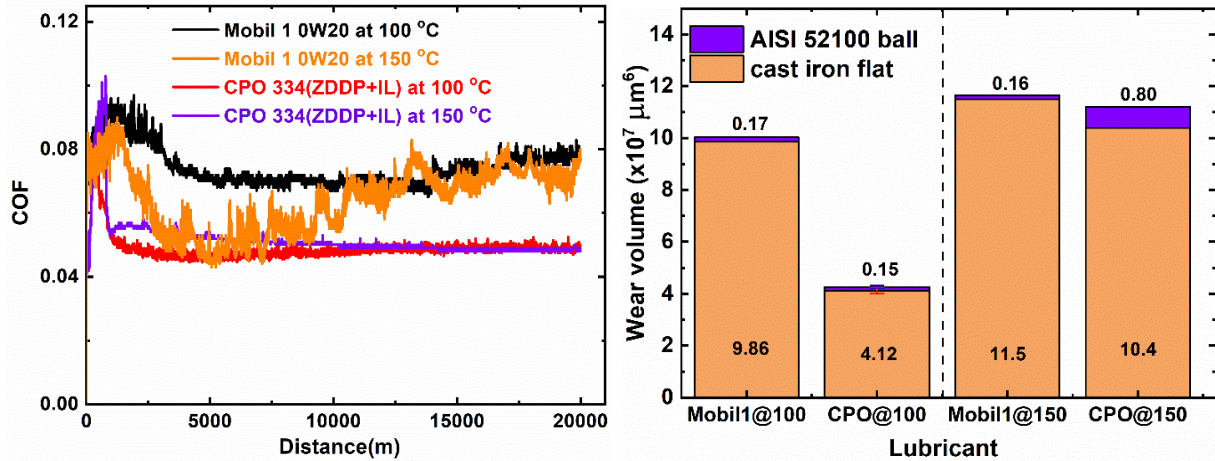 0.12
0.08
0.04
0.00
COF
Mobil 1 0W20 at 100 °C
Mobil 1 0W20 at 150 °C
CPO 334(ZDDP+IL) at 100 °C
CPO 334(ZDDP+IL) at 150 °C
0 5000 10000 15000 20000
Distance(m)
Wear volume (x10⁷ μm⁶)
14
12
10
8
6
4
2
0
AISI 52100 ball
cast iron flat
0.17
0.15
0.16
0.80
9.86
4.12
11.5
10.4
Mobil1@100 CPO@100 Mobil1@150 CPO@150
Lubricant